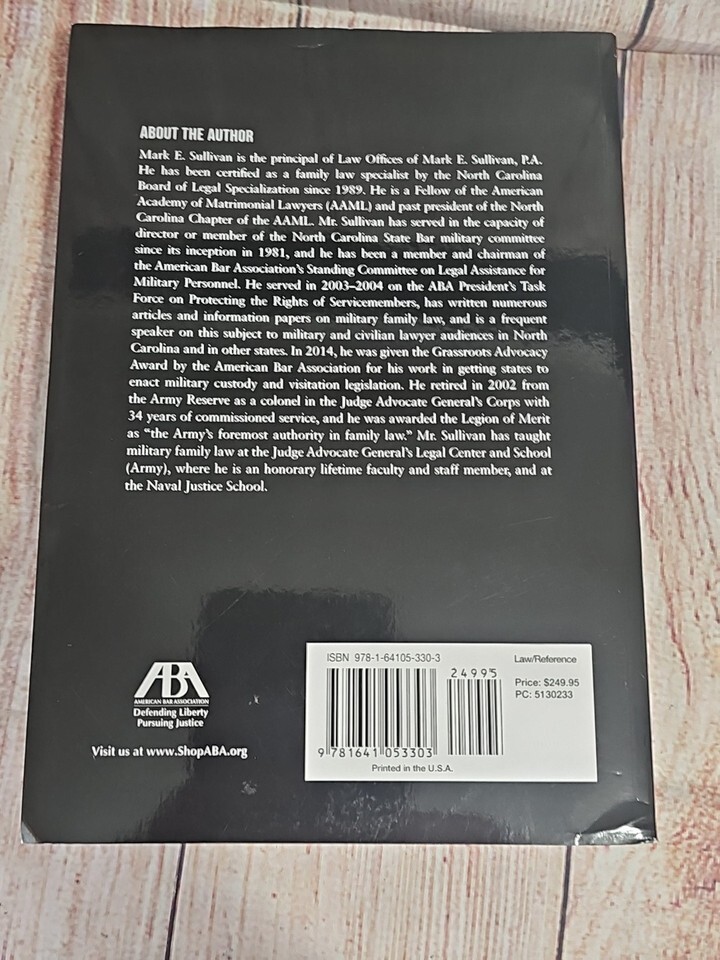 ABOUT THE AUTHOR
Mark E. Sullivan is the principal of Law Offices of Mark E. Sullivan, P.A.
He has been certified as a family law specialist by the North Carolina
Board of Legal Specialization since 1989. He is a Fellow of the American
Academy of Matrimonial Lawyers (AAML) and past president of the North
Carolina Chapter of the AAML. Mr. Sullivan has served in the capacity of
director or member of the North Carolina State Bar military committee
since its inception in 1981, and he has been a member and chairman of
the American Bar Association's Standing Committee on Legal Assistance for
Military Personnel. He served in 2003–2004 on the ABA President's Task
Force on Protecting the Rights of Servicemembers, has written numerous
articles and information papers on military family law, and is a frequent
speaker on this subject to military and civilian lawyer audiences in North
Carolina and in other states. In 2014, he was given the Grassroots Advocacy
Award by the American Bar Association for his work in getting states to
enact military custody and visitation legislation. He retired in 2002 from
the Army Reserve as a colonel in the Judge Advocate General's Corps with
34 years of commissioned service, and he was awarded the Legion of Merit
as "the Army's foremost authority in family law." Mr. Sullivan has taught
military family law at the Judge Advocate General's Legal Center and School
(Army), where he is an honorary lifetime faculty and staff member, and at
the Naval Justice School.
ABA
AMERICAN BAR ASSOCIATION
Defending Liberty
Pursuing Justice
Visit us at www.ShopABA.org
ISBN 978-1-64105-330-3
24995
9 781641 053303
Printed in the U.S.A.
Law/Reference
Price: $249.95
PC: 5130233